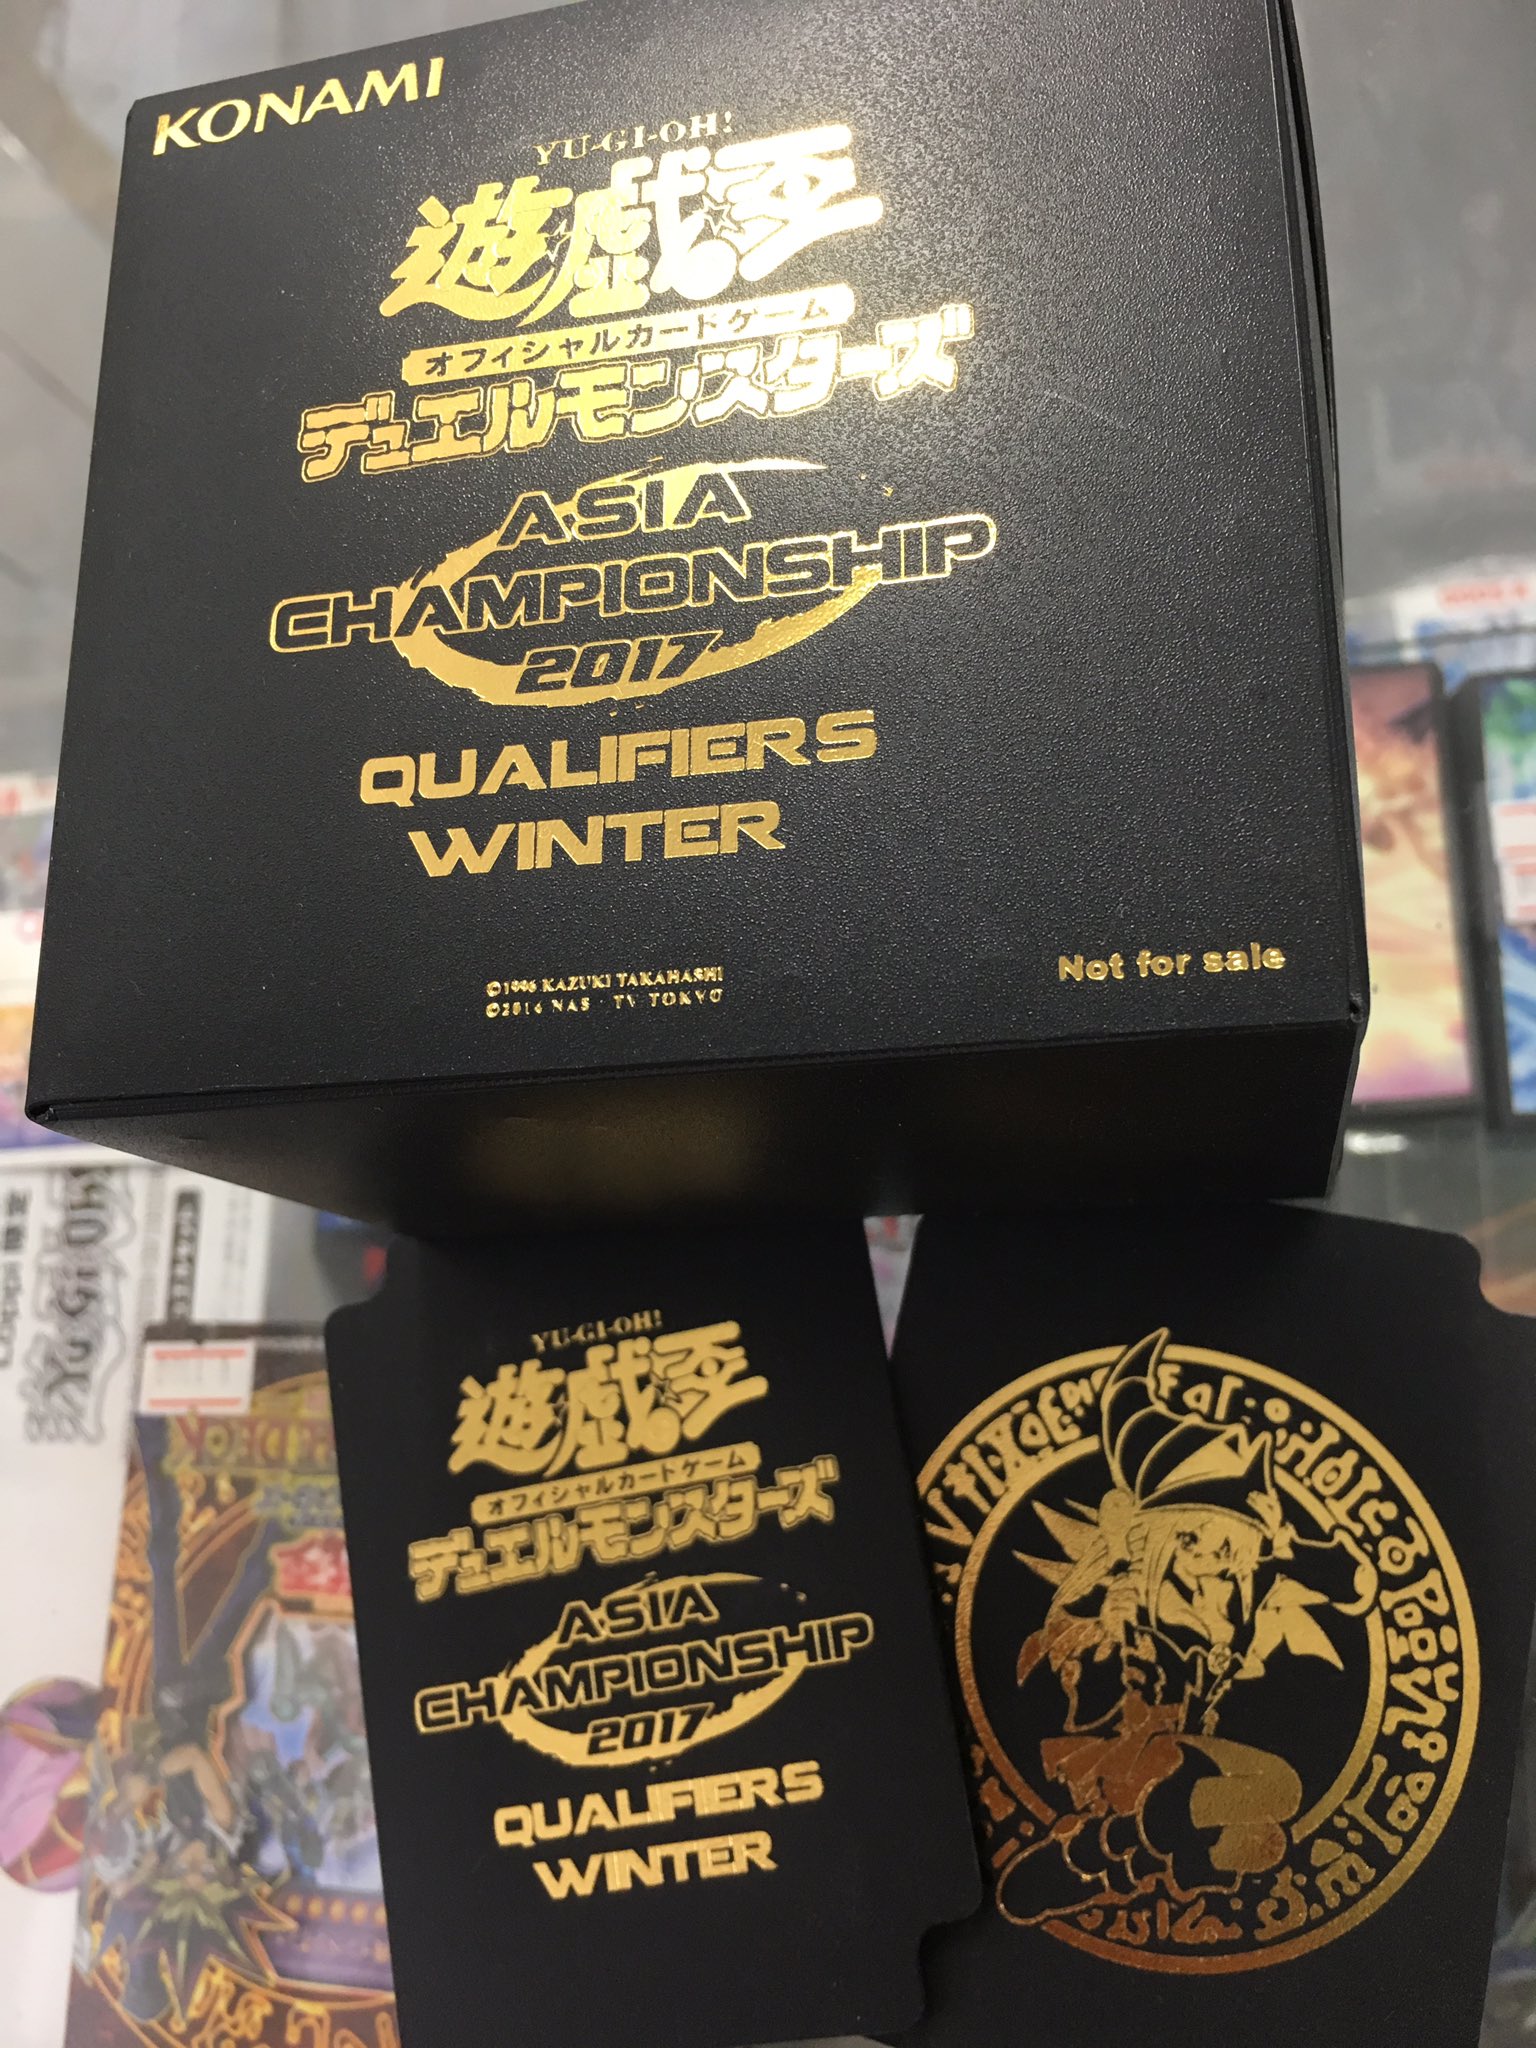 KONAMI
YU-GI-OH!
遊戯王
オフィシャルカードゲーム
デュエルモンスターズ
ASIA
CHAMPIONSHIP
2017
QUALIFIERS
WINTER
Not for sale
©1996 KAZUKI TAKAHASHI
©2014 NAS・TV TOKYO
YU-GI-OH!
遊戯王
オフィシャルカードゲーム
デュエルモンスターズ
ASIA
CHAMPIONSHIP
2017
QUALIFIERS
WINTER